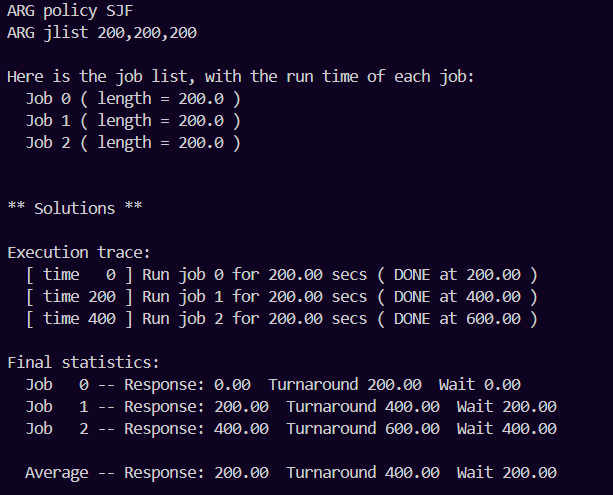 ARG policy SJF
ARG jlist 200,200,200
Here is the job list, with the run time of each job:
  Job 0 ( length = 200.0 )
  Job 1 ( length = 200.0 )
  Job 2 ( length = 200.0 )
** Solutions **
Execution trace:
  [ time   0 ] Run job 0 for 200.00 secs ( DONE at 200.00 )
  [ time 200 ] Run job 1 for 200.00 secs ( DONE at 400.00 )
  [ time 400 ] Run job 2 for 200.00 secs ( DONE at 600.00 )
Final statistics:
  Job   0 -- Response: 0.00  Turnaround 200.00  Wait 0.00
  Job   1 -- Response: 200.00  Turnaround 400.00  Wait 200.00
  Job   2 -- Response: 400.00  Turnaround 600.00  Wait 400.00
  Average -- Response: 200.00  Turnaround 400.00  Wait 200.00